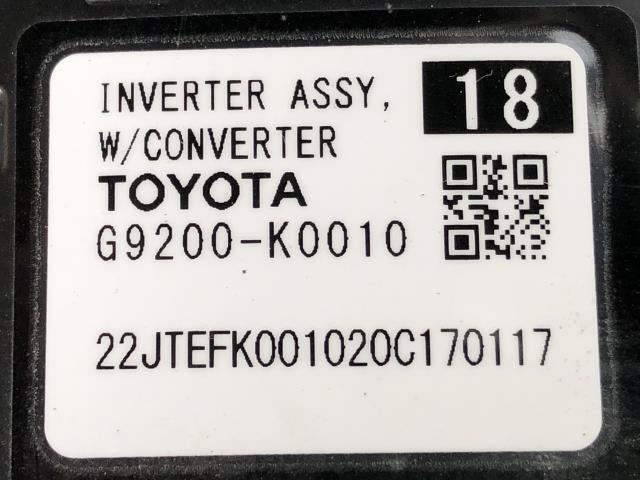 INVERTER ASSY,
18
W/CONVERTER
TOYOTA
G9200-K0010
22JTEFK001020C170117